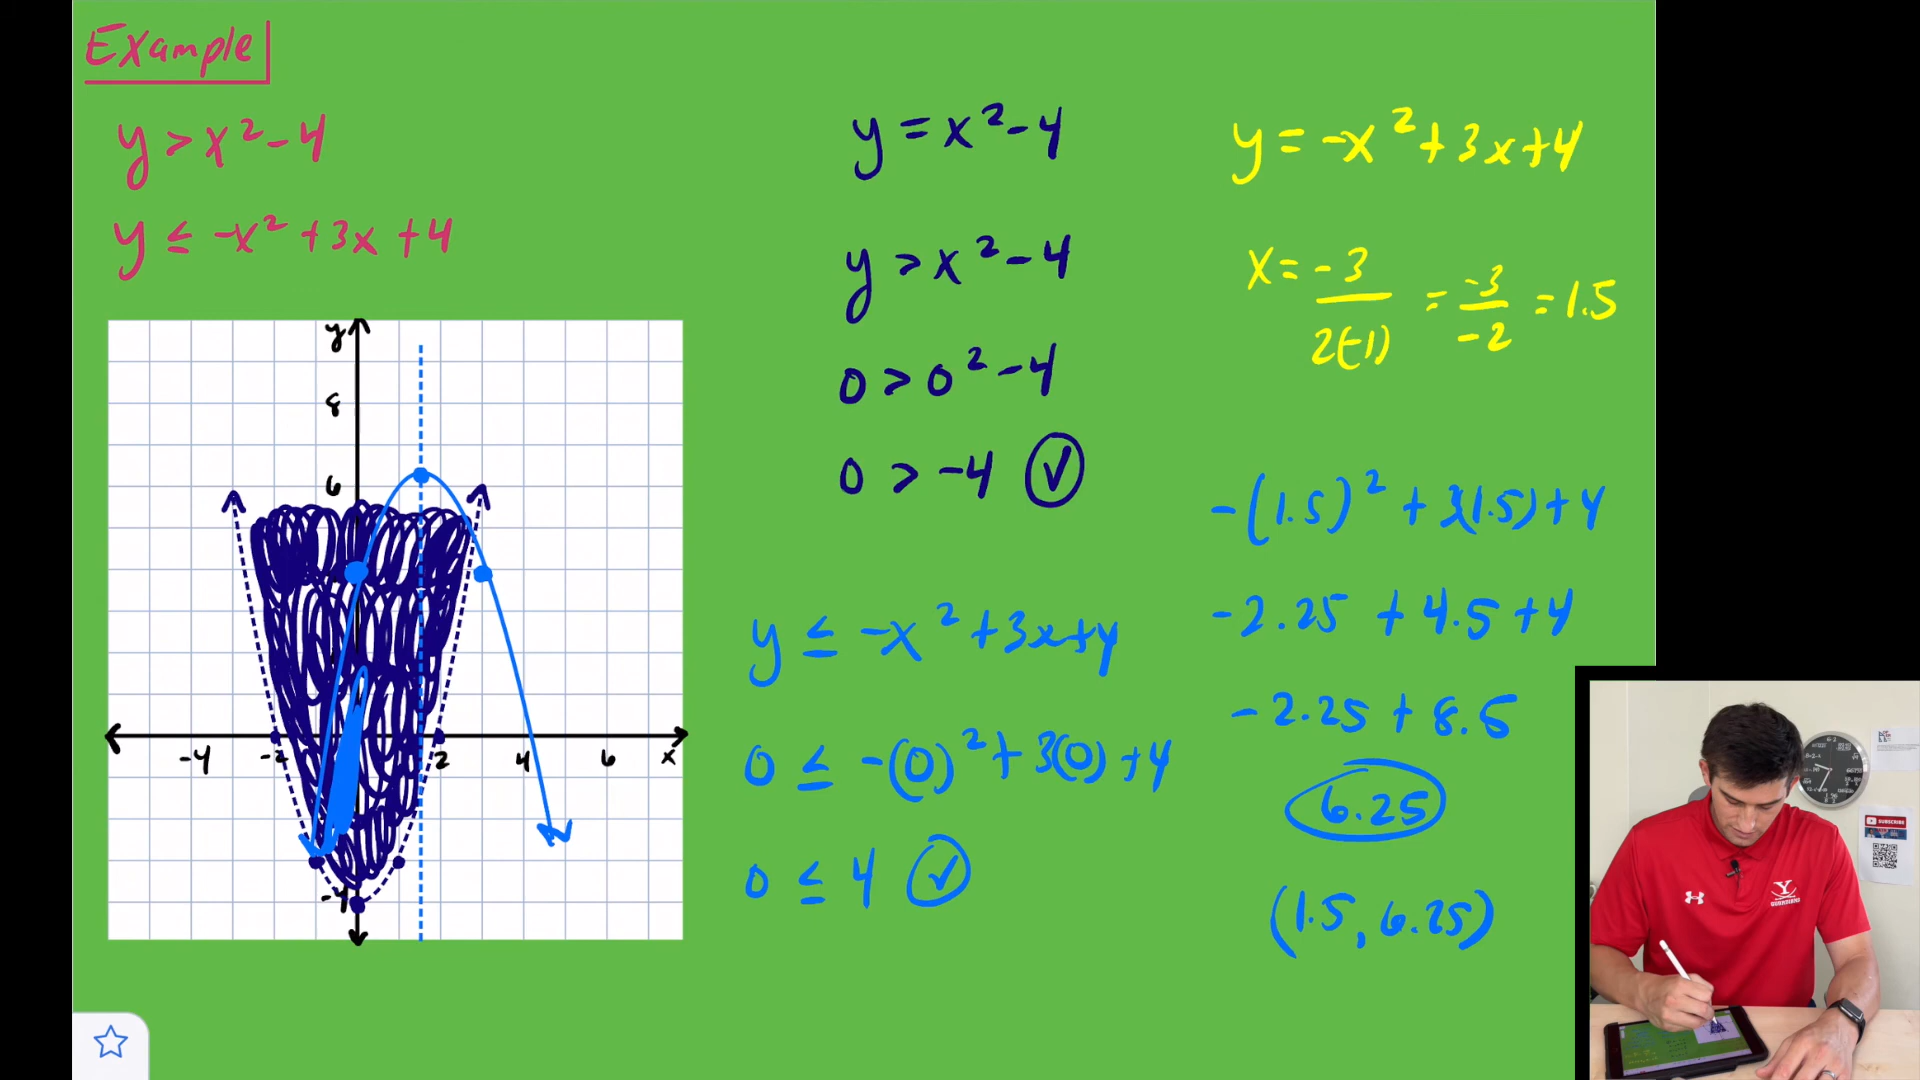 Example
y > x² - 4
y ≤ -x² + 3x + 4
y
8
6
-4 -2 2 4 6 x
-4
y = x² - 4
y > x² - 4
0 > 0² - 4
0 > -4 ✓
y ≤ -x² + 3x + 4
0 ≤ -(0)² + 3(0) + 4
0 ≤ 4 ✓
y = -x² + 3x + 4
x = -3/2(-1) = -3/-2 = 1.5
-(1.5)² + 3(1.5) + 4
-2.25 + 4.5 + 4
-2.25 + 8.5
6.25
(1.5, 6.25)
SUBSCRIBE
Y
GUARDIANS